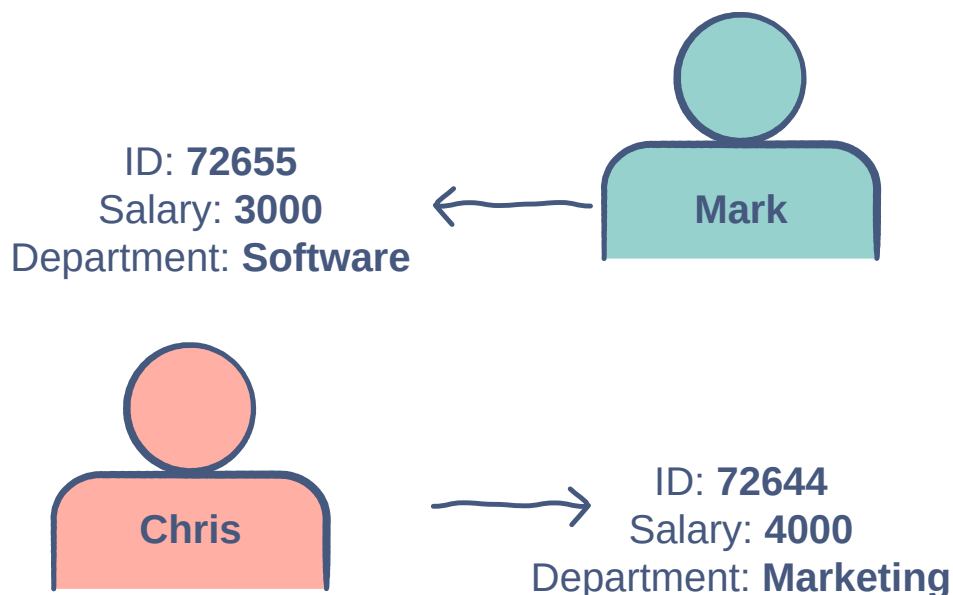 ID: 72655
Salary: 3000
Department: Software
Mark
Chris
ID: 72644
Salary: 4000
Department: Marketing